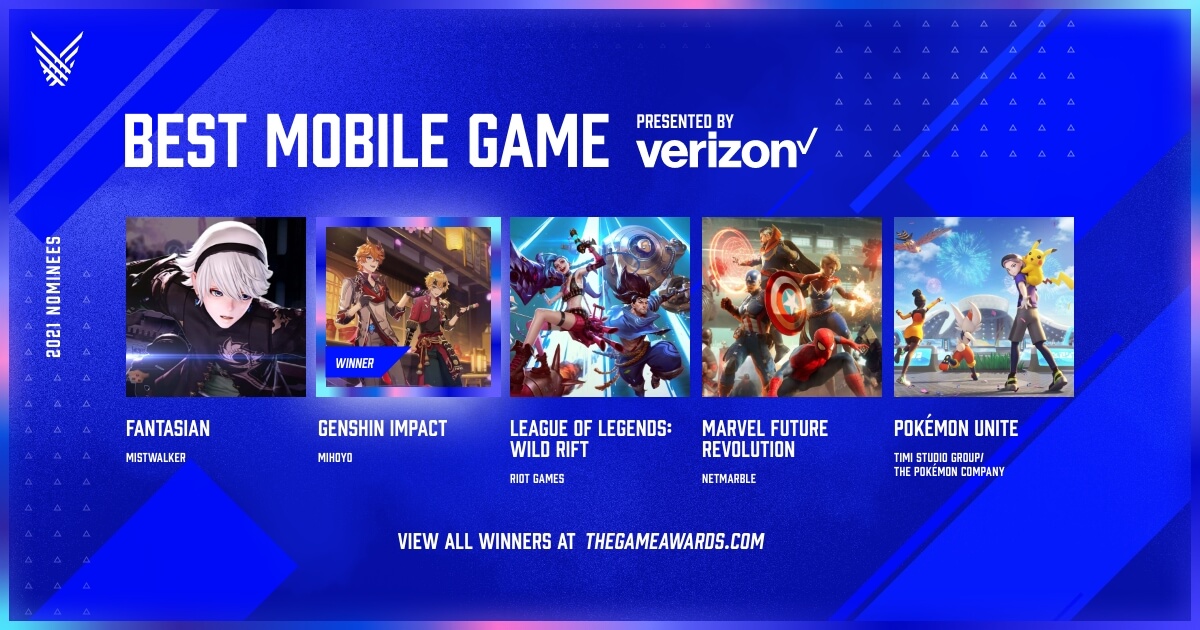 BEST MOBILE GAME
PRESENTED BY
verizon✓
2021 NOMINEES
WINNER
FANTASIAN
MISTWALKER
GENSHIN IMPACT
MIHOYO
LEAGUE OF LEGENDS:
WILD RIFT
RIOT GAMES
MARVEL FUTURE
REVOLUTION
NETMARBLE
POKÉMON UNITE
TIMI STUDIO GROUP/
THE POKÉMON COMPANY
VIEW ALL WINNERS AT THEGAMEAWARDS.COM